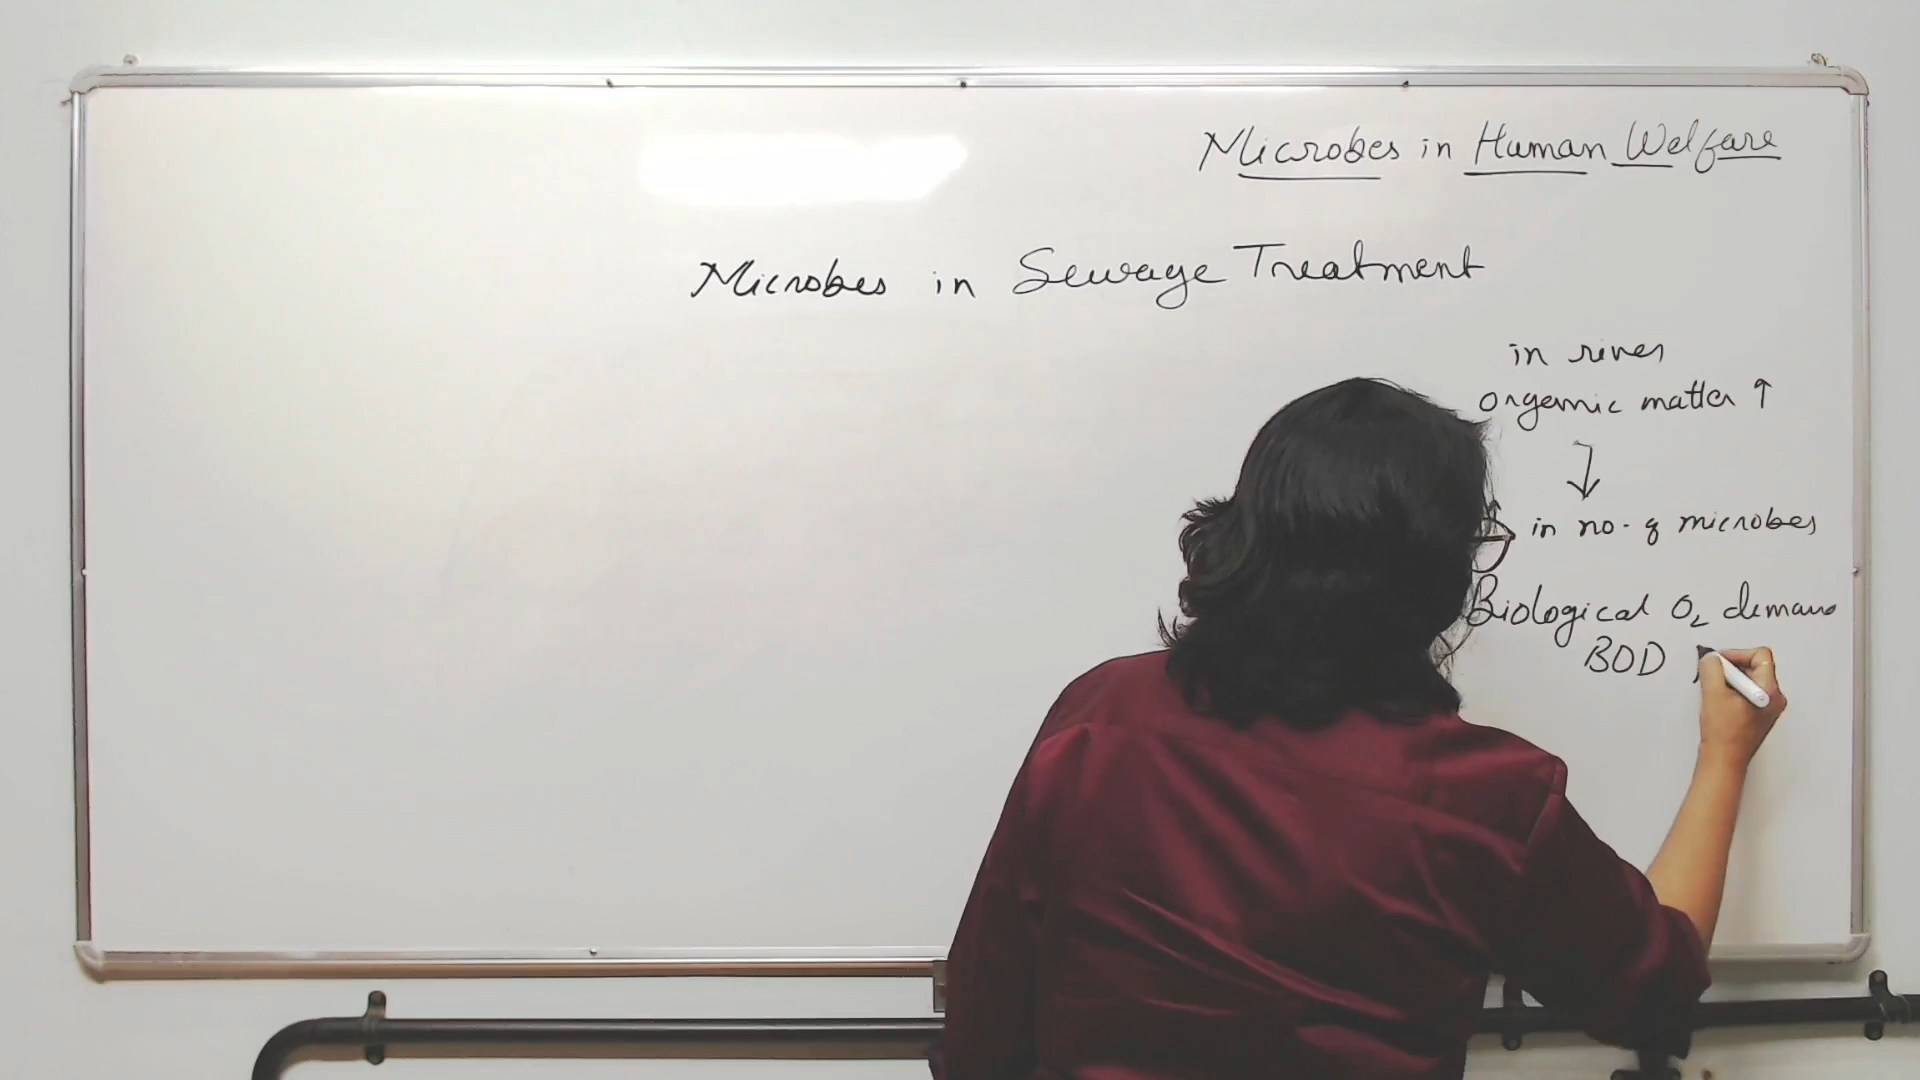 Microbes in Human Welfare
Microbes in Sewage Treatment
in river
organic matter ↑
↓
in no. of microbes
Biological O₂ demand
BOD